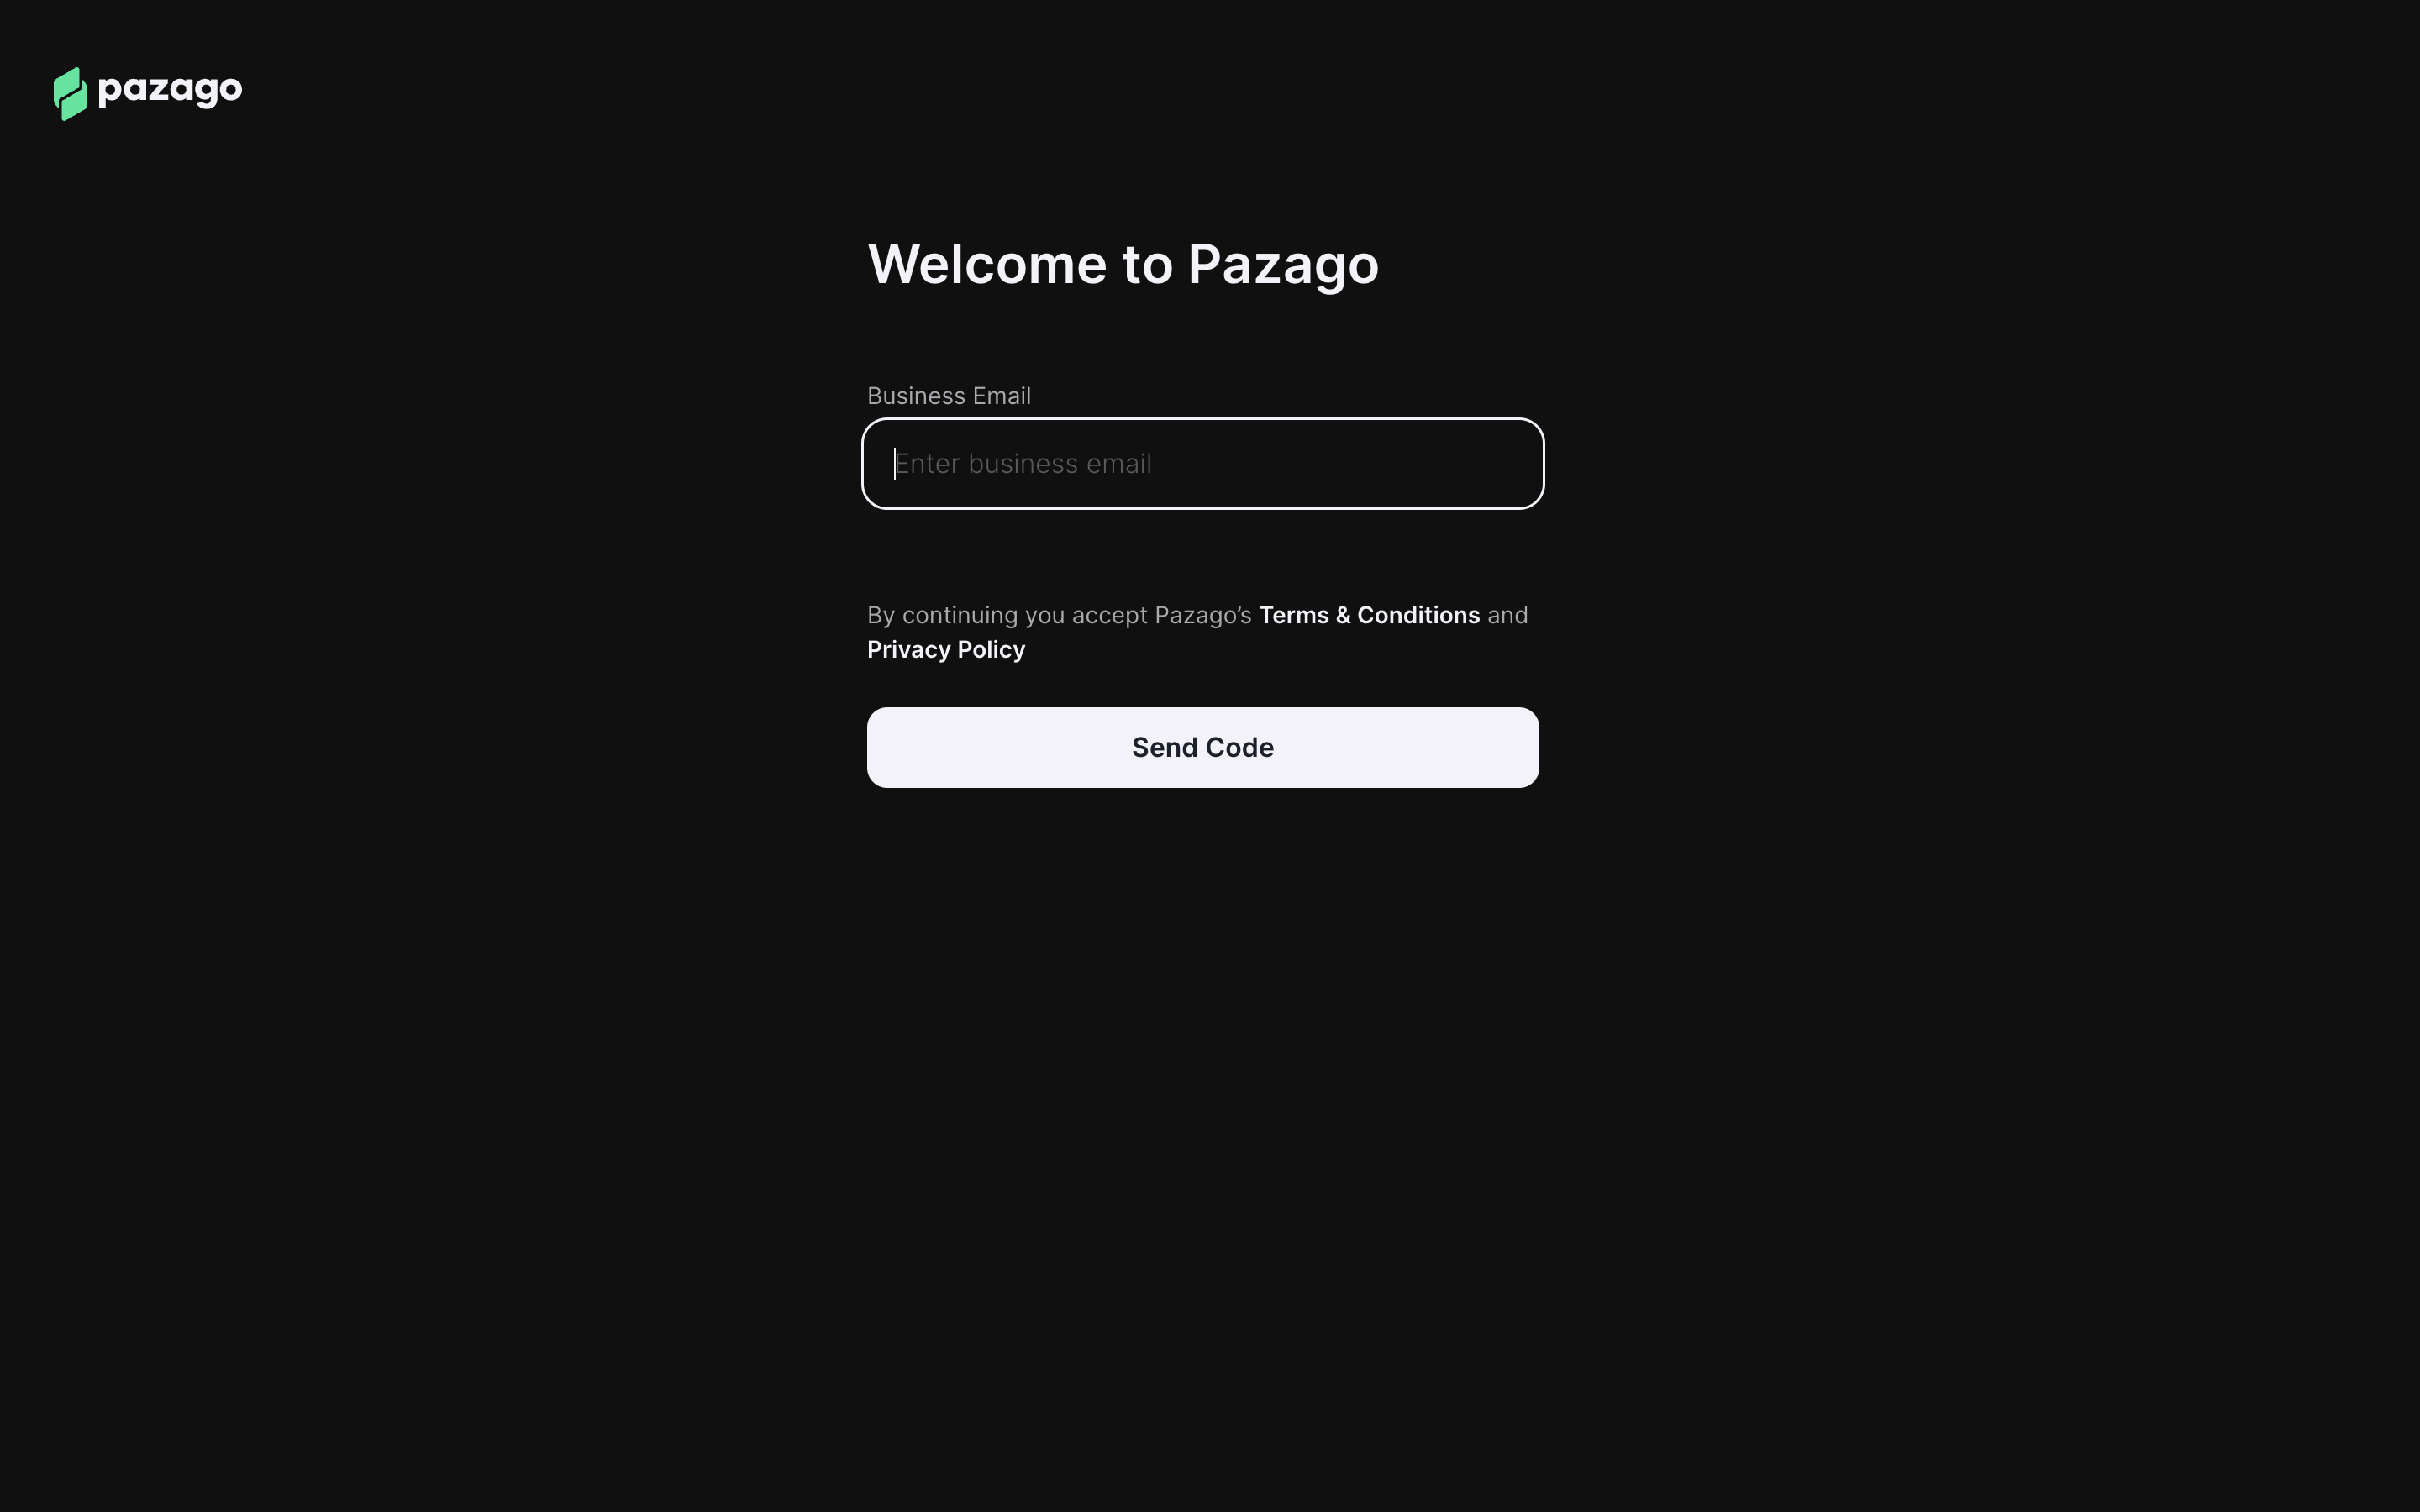 pazago
Welcome to Pazago
Business Email
Enter business email
By continuing you accept Pazago’s Terms & Conditions and
Privacy Policy
Send Code